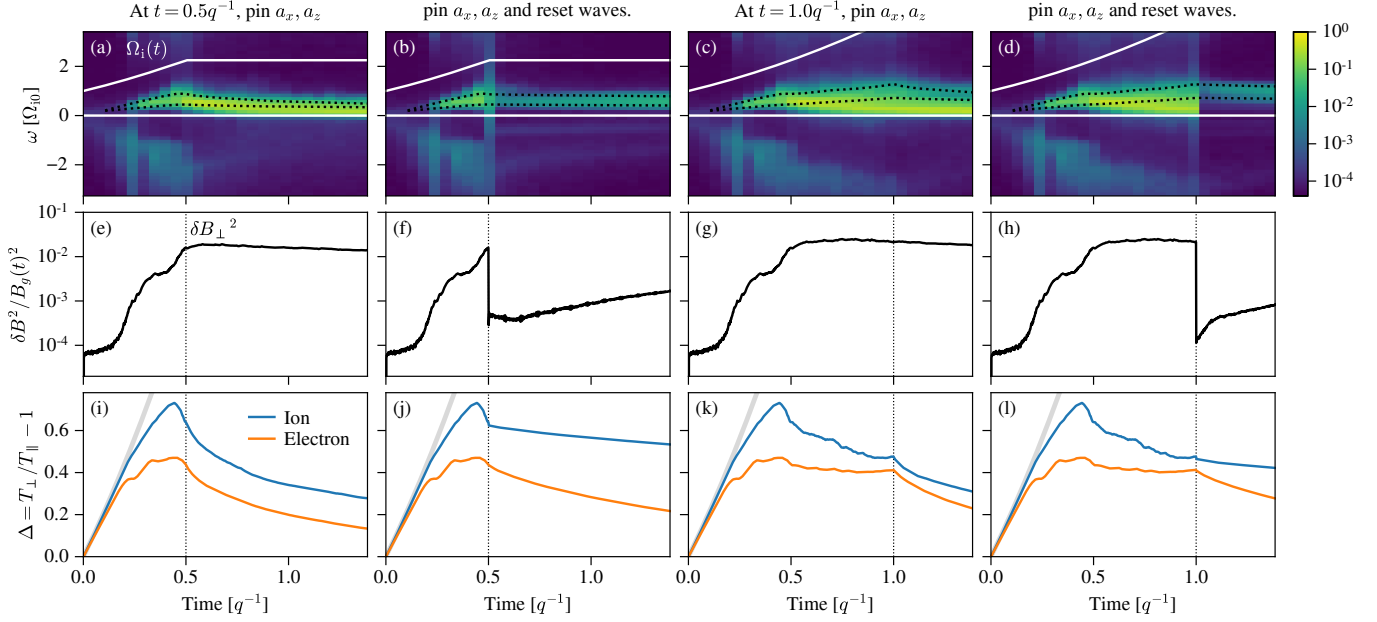 At t = 0.5q⁻¹, pin aₓ, a_z
pin aₓ, a_z and reset waves.
At t = 1.0q⁻¹, pin aₓ, a_z
pin aₓ, a_z and reset waves.
(a) Ωᵢ(t)
(b)
(c)
(d)
ω [Ωᵢ₀]
2
0
−2
10⁰
10⁻¹
10⁻²
10⁻³
10⁻⁴
(e) δB⊥²
(f)
(g)
(h)
δB²/B_g(t)²
10⁻¹
10⁻²
10⁻³
10⁻⁴
(i)
(j)
(k)
(l)
Ion
Electron
Δ = T⊥/T∥ − 1
0.6
0.4
0.2
0.0
0.0 0.5 1.0
0.0 0.5 1.0
0.0 0.5 1.0
0.0 0.5 1.0
Time [q⁻¹]
Time [q⁻¹]
Time [q⁻¹]
Time [q⁻¹]